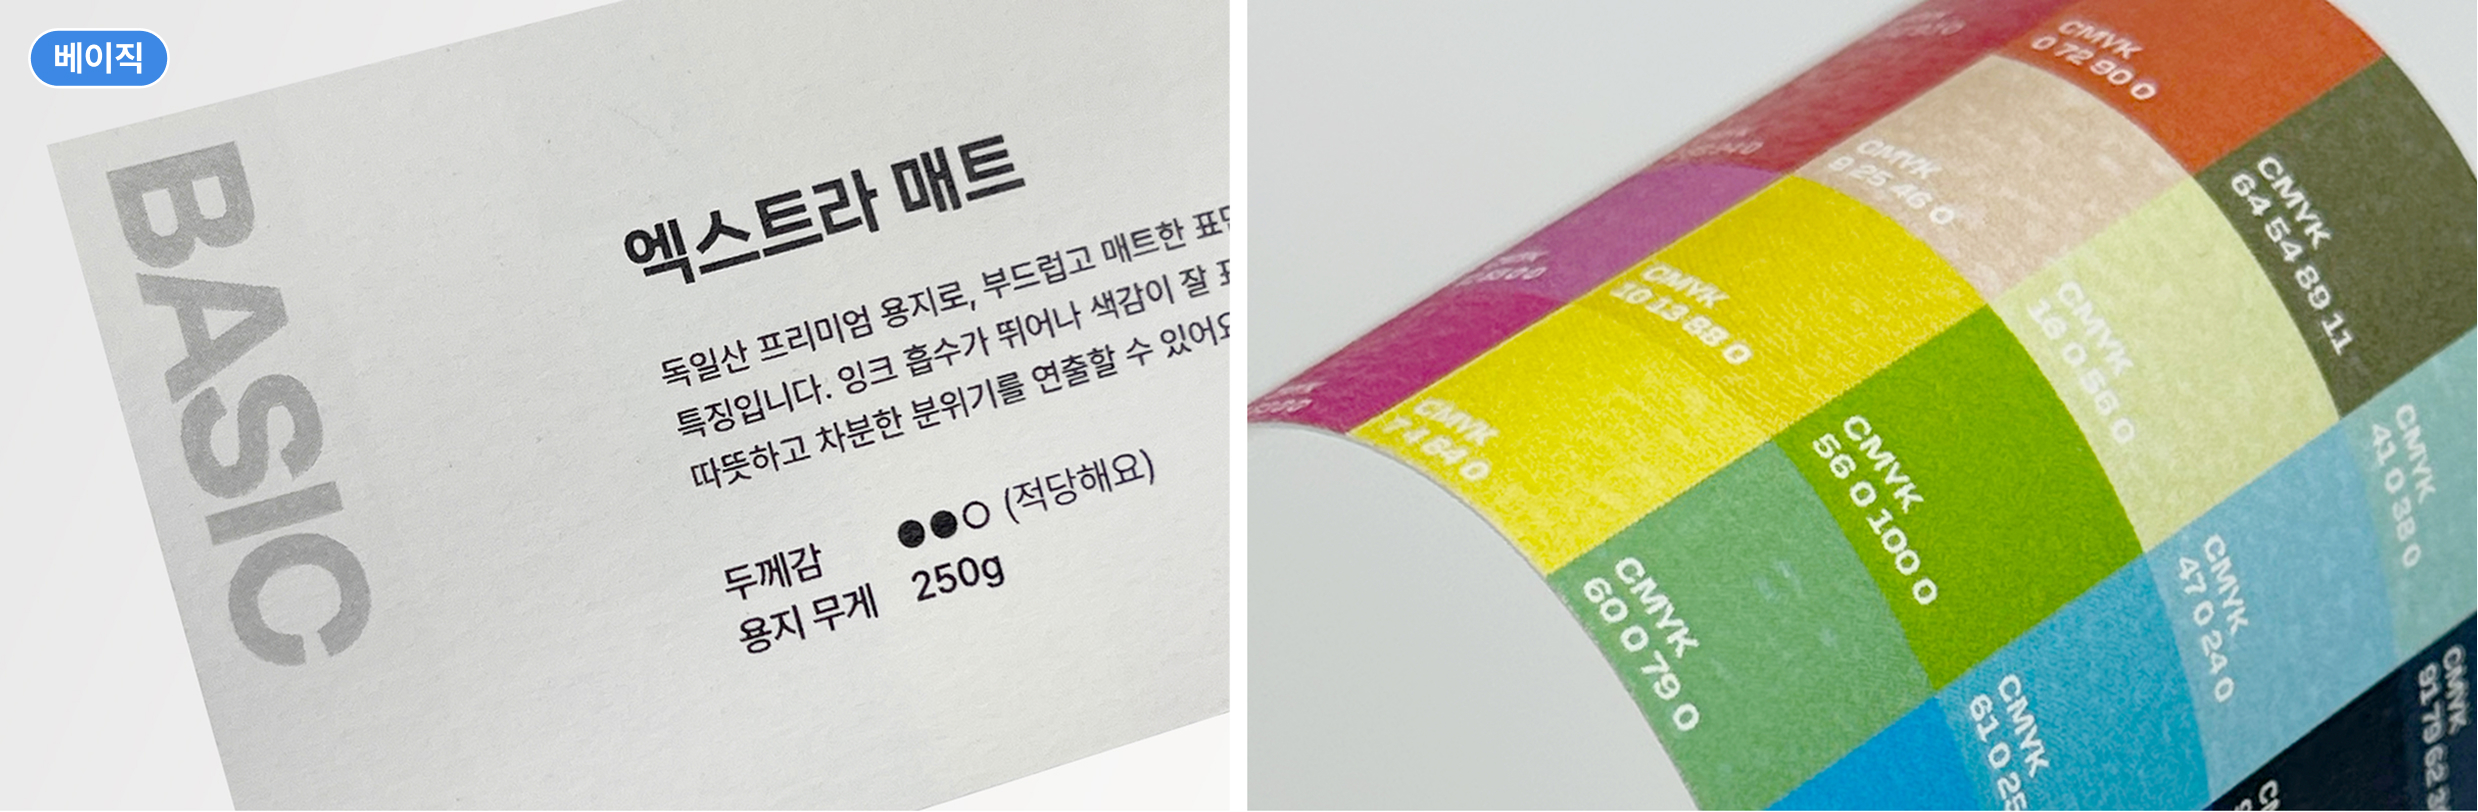 베이직
BASIC
엑스트라 매트
독일산 프리미엄 용지로, 부드럽고 매트한
특징입니다. 잉크 흡수가 뛰어나 색감이 잘
따뜻하고 차분한 분위기를 연출할 수 있어요
두께감 ●●○ (적당해요)
용지 무게 250g
CMYK
0 72 90 0
CMYK
9 25 46 0
CMYK
64 54 89 11
CMYK
10 13 88 0
CMYK
16 0 56 0
CMYK
CMYK
56 0 100 0
CMYK
41 0 38 0
CMYK
60 0 79 0
CMYK
47 0 24 0
CMYK
61 0 25
CMYK
91 79 62